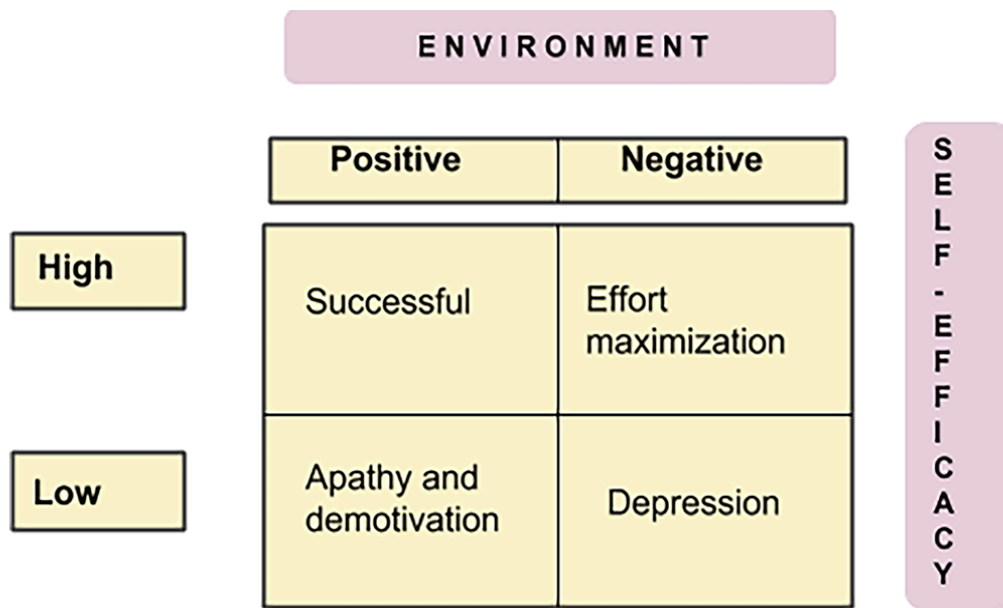 ENVIRONMENT
Positive Negative
High
Successful
Effort
maximization
Low
Apathy and
demotivation
Depression
SELF-EFFICACY